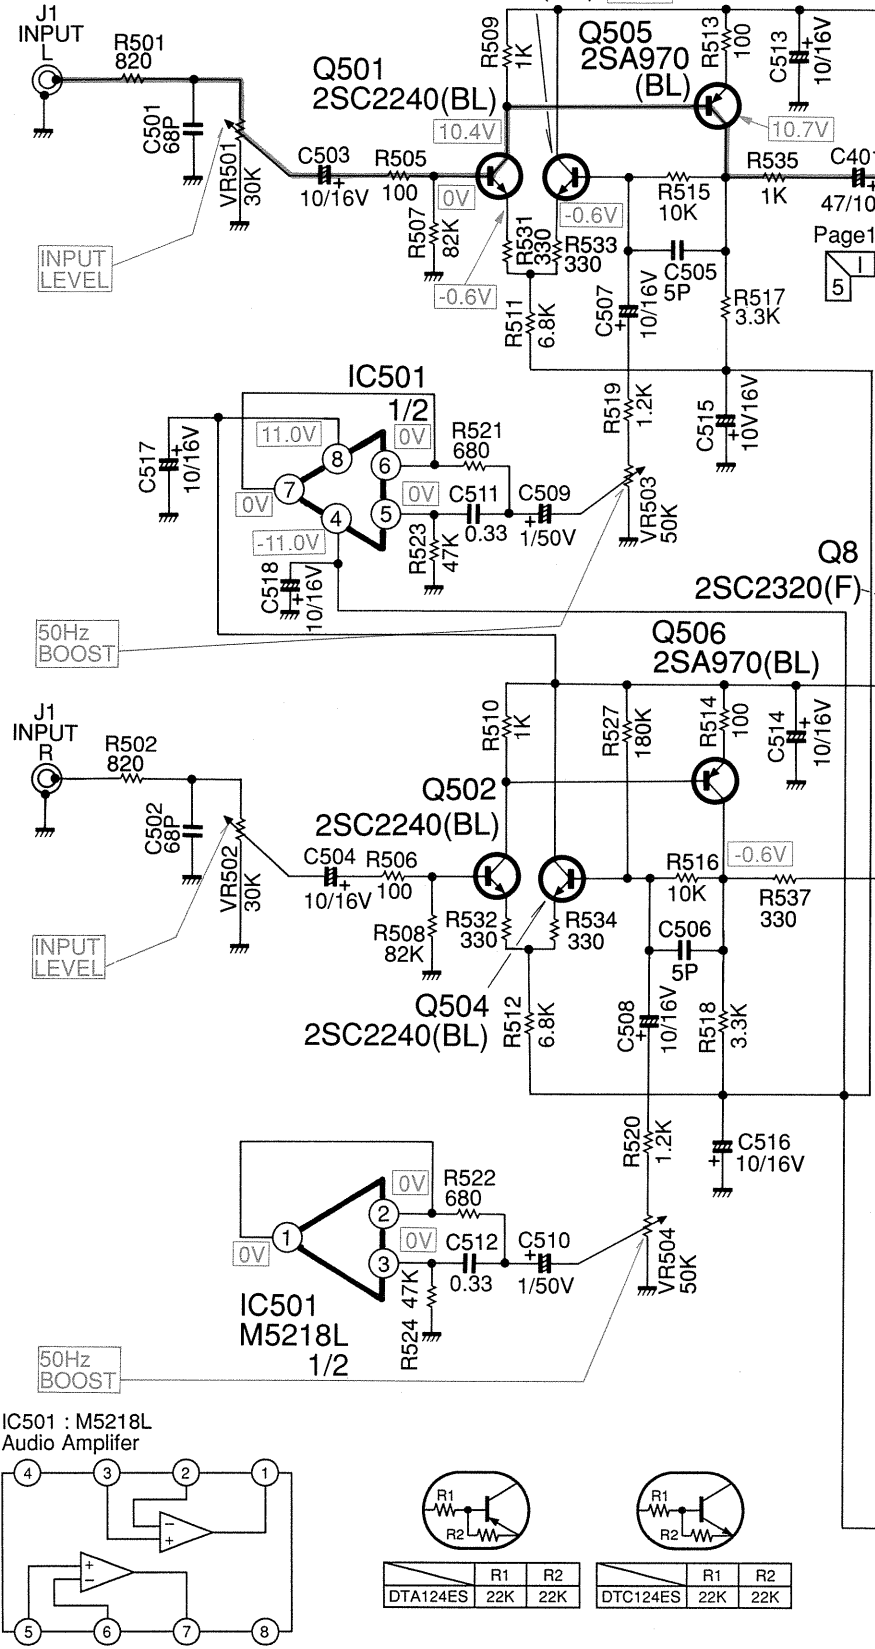 J1
INPUT
L
R501
820
C501
68P
VR501
30K
INPUT
LEVEL
C503
10/16V
R505
100
R507
82K
Q501
2SC2240(BL)
10.4V
0V
-0.6V
R509
1K
Q505
2SA970
(BL)
R513
100
C513
10/16V
10.7V
-0.6V
R531
330
R533
330
R511
6.8K
R515
10K
C505
5P
C507
10/16V
R517
3.3K
R535
1K
C401
47/10
Page1
5
R519
1.2K
C515
10V16V
IC501
1/2
C517
10/16V
11.0V
0V
8
6
7
5
4
0V
0V
-11.0V
R521
680
C511
0.33
C509
1/50V
R523
47K
VR503
50K
C518
10/16V
50Hz
BOOST
Q8
2SC2320(F)
Q506
2SA970(BL)
J1
INPUT
R
R502
820
C502
68P
VR502
30K
INPUT
LEVEL
C504
10/16V
R506
100
R508
82K
Q502
2SC2240(BL)
R510
1K
R527
180K
R514
100
C514
10/16V
-0.6V
R532
330
R534
330
R516
10K
R537
330
C506
5P
Q504
2SC2240(BL)
R512
6.8K
C508
10/16V
R518
3.3K
R520
1.2K
C516
10/16V
0V
0V
0V
1
2
3
R522
680
C512
0.33
C510
1/50V
R524 47K
VR504
50K
IC501
M5218L
1/2
50Hz
BOOST
IC501 : M5218L
Audio Amplifer
4 3 2 1
5 6 7 8
R1
R2
R1 R2
DTA124ES 22K 22K
R1
R2
R1 R2
DTC124ES 22K 22K